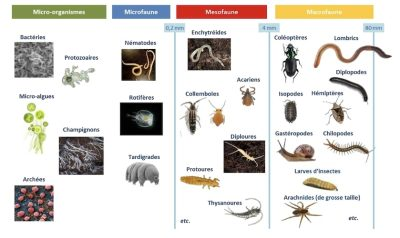 Micro-organismes
Microfaune
Mesofaune
Macrofaune
0,2 mm
4 mm
80 mm
Bactéries
Protozoaires
Micro-algues
Champignons
Archées
Nématodes
Rotifères
Tardigrades
Enchytréides
Acariens
Collemboles
Diploures
Protoures
Thysanoures
etc.
Coléoptères
Lombrics
Diplopodes
Isopodes
Hémiptères
Gastéropodes
Chilopodes
Larves d'insectes
Arachnides (de grosse taille)
etc.